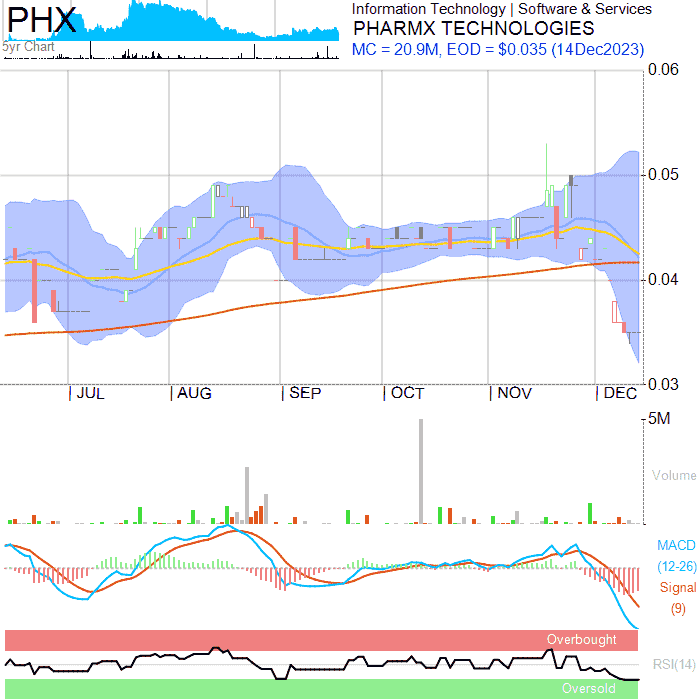 PHX
5yr Chart
Information Technology | Software & Services
PHARMX TECHNOLOGIES
MC = 20.9M, EOD = $0.035 (14Dec2023)
0.06
0.05
0.04
0.03
| JUL | AUG | SEP | OCT | NOV | DEC
5M
Volume
MACD
(12-26)
Signal
(9)
Overbought
RSI(14)
Oversold